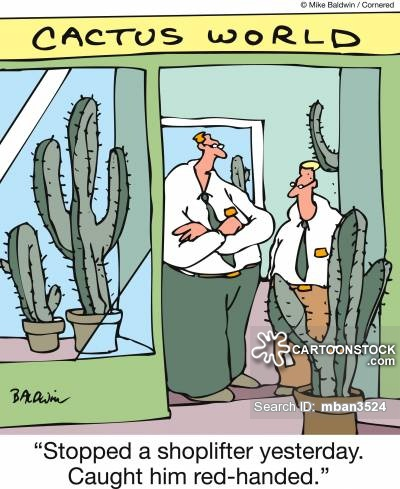 © Mike Baldwin / Cornered
CACTUS WORLD
BALDWIN
CARTOONSTOCK
.com
Search ID: mban3524
“Stopped a shoplifter yesterday.
Caught him red-handed.”